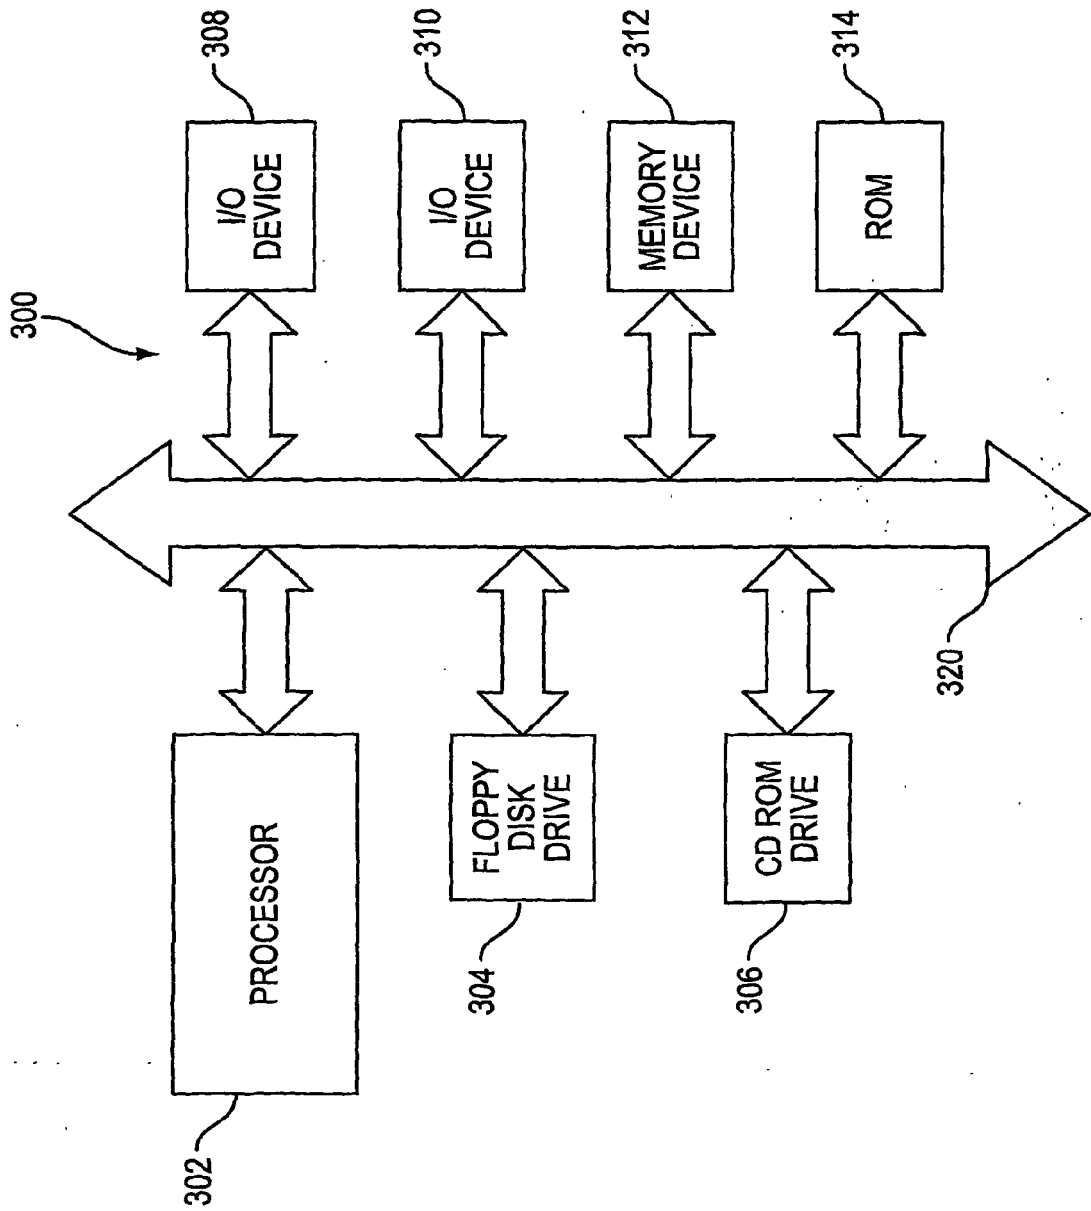 300
308
I/O
DEVICE
310
I/O
DEVICE
312
MEMORY
DEVICE
314
ROM
320
302
PROCESSOR
304
FLOPPY
DISK
DRIVE
306
CD ROM
DRIVE